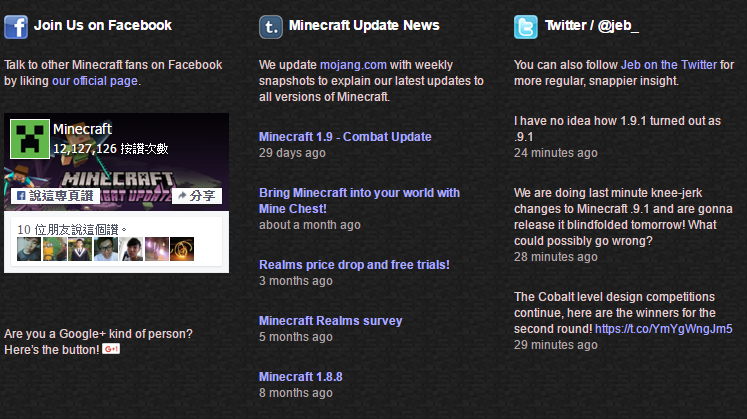 Join Us on Facebook
Talk to other Minecraft fans on Facebook
by liking our official page.
Minecraft
12,127,126 按讚次數
MINECRAFT
COMBAT UPDATE
說這專頁讚
分享
10 位朋友說這個讚。
Are you a Google+ kind of person?
Here's the button! G+
t.
Minecraft Update News
We update mojang.com with weekly
snapshots to explain our latest updates to
all versions of Minecraft.
Minecraft 1.9 - Combat Update
29 days ago
Bring Minecraft into your world with
Mine Chest!
about a month ago
Realms price drop and free trials!
3 months ago
Minecraft Realms survey
5 months ago
Minecraft 1.8.8
8 months ago
Twitter / @jeb_
You can also follow Jeb on the Twitter for
more regular, snappier insight.
I have no idea how 1.9.1 turned out as
.9.1
24 minutes ago
We are doing last minute knee-jerk
changes to Minecraft .9.1 and are gonna
release it blindfolded tomorrow! What
could possibly go wrong?
28 minutes ago
The Cobalt level design competitions
continue, here are the winners for the
second round! https://t.co/YmYgWngJm5
29 minutes ago